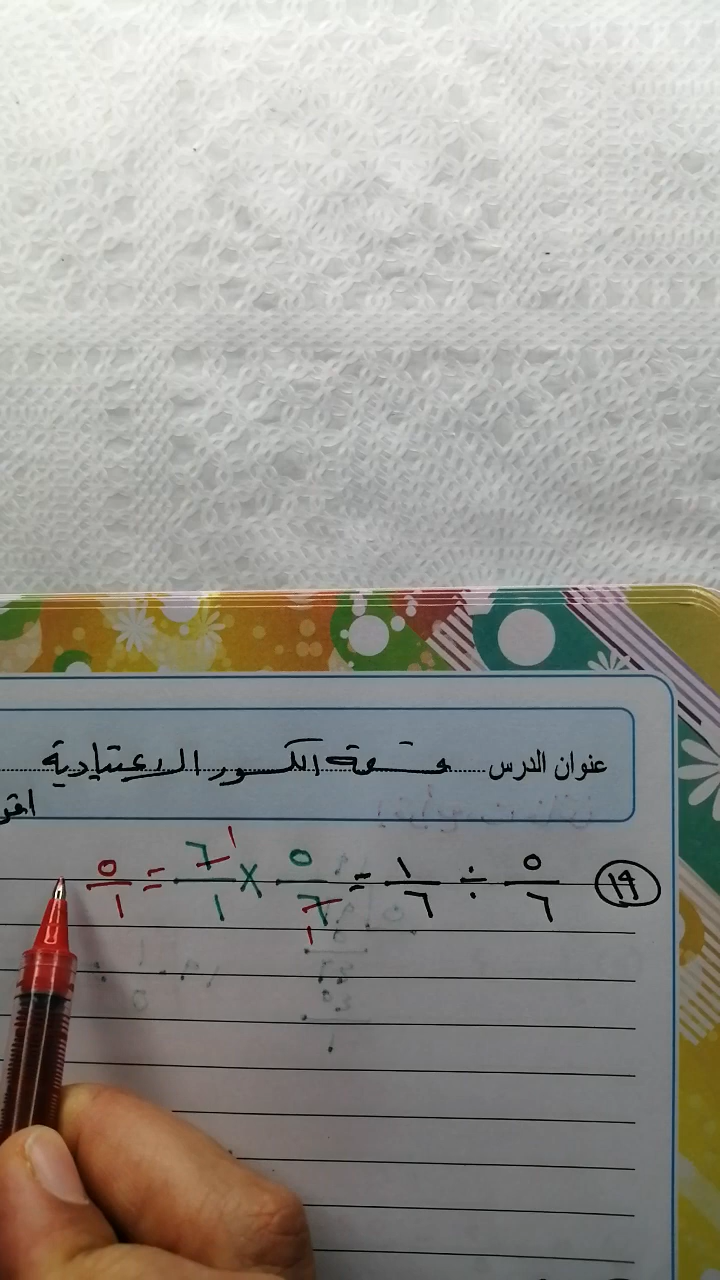 عنوان الدرس قسمة الكسور الاعتيادية
١٩ ٥/٦ ÷ ١/٦ = ٥/٦ × ٦/١ = ٥/١